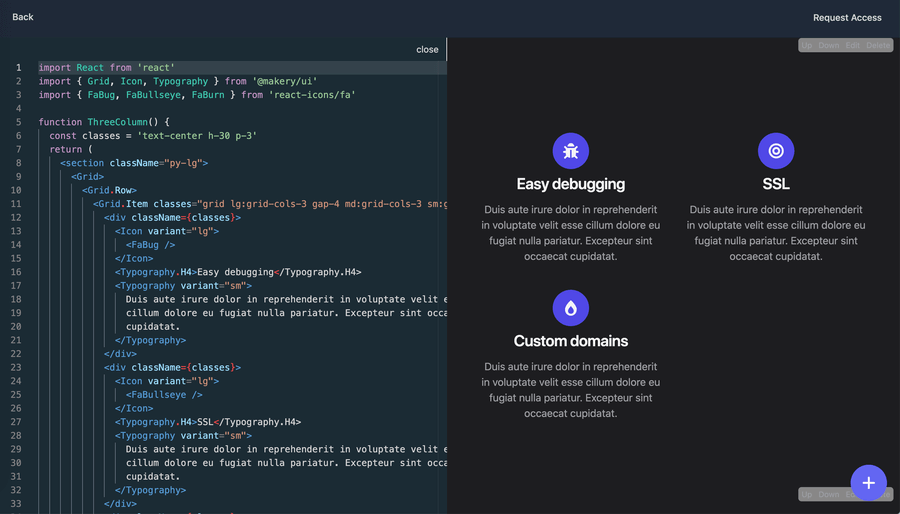 Back
Request Access
close
1 import React from 'react'
2 import { Grid, Icon, Typography } from '@makery/ui'
3 import { FaBug, FaBullseye, FaBurn } from 'react-icons/fa'
4
5 function ThreeColumn() {
6 const classes = 'text-center h-30 p-3'
7 return (
8 <section className="py-lg">
9 <Grid>
10 <Grid.Row>
11 <Grid.Item classes="grid lg:grid-cols-3 gap-4 md:grid-cols-3 sm:g
12 <div className={classes}>
13 <Icon variant="lg">
14 <FaBug />
15 </Icon>
16 <Typography.H4>Easy debugging</Typography.H4>
17 <Typography variant="sm">
18 Duis aute irure dolor in reprehenderit in voluptate velit e
19 cillum dolore eu fugiat nulla pariatur. Excepteur sint occa
20 cupidatat.
21 </Typography>
22 </div>
23 <div className={classes}>
24 <Icon variant="lg">
25 <FaBullseye />
26 </Icon>
27 <Typography.H4>SSL</Typography.H4>
28 <Typography variant="sm">
29 Duis aute irure dolor in reprehenderit in voluptate velit e
30 cillum dolore eu fugiat nulla pariatur. Excepteur sint occa
31 cupidatat.
32 </Typography>
33 </div>
Up Down Edit Delete
Easy debugging
Duis aute irure dolor in reprehenderit
in voluptate velit esse cillum dolore eu
fugiat nulla pariatur. Excepteur sint
occaecat cupidatat.
SSL
Duis aute irure dolor in reprehenderit
in voluptate velit esse cillum dolore eu
fugiat nulla pariatur. Excepteur sint
occaecat cupidatat.
Custom domains
Duis aute irure dolor in reprehenderit
in voluptate velit esse cillum dolore eu
fugiat nulla pariatur. Excepteur sint
occaecat cupidatat.
Up Down